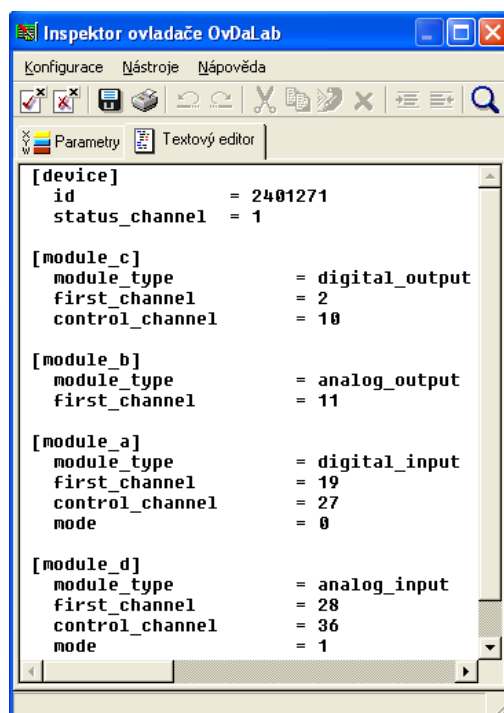 Inspektor ovladače OvDaLab
Konfigurace Nástroje Nápověda
X Y W Parametry Textový editor
[device]
id = 2401271
status_channel = 1
[module_c]
module_type = digital_output
first_channel = 2
control_channel = 10
[module_b]
module_type = analog_output
first_channel = 11
[module_a]
module_type = digital_input
first_channel = 19
control_channel = 27
mode = 0
[module_d]
module_type = analog_input
first_channel = 28
control_channel = 36
mode = 1